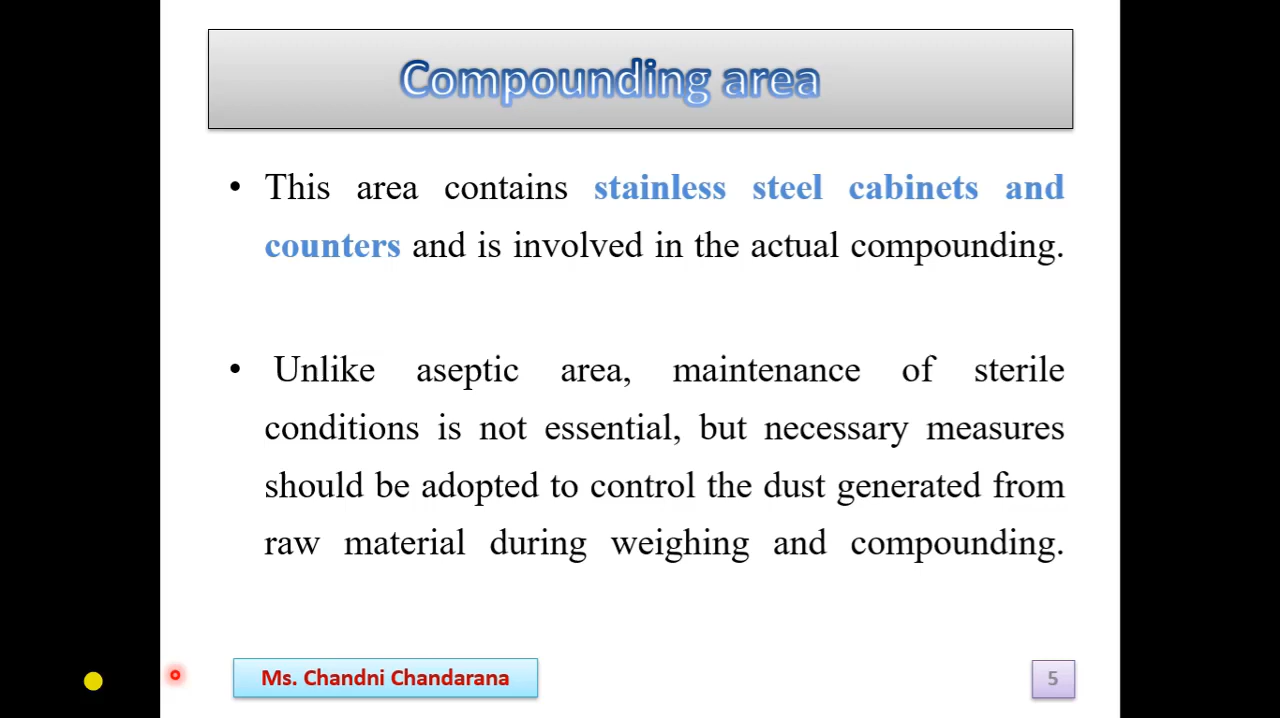 Compounding area
• This area contains stainless steel cabinets and
counters and is involved in the actual compounding.
• Unlike aseptic area, maintenance of sterile
conditions is not essential, but necessary measures
should be adopted to control the dust generated from
raw material during weighing and compounding.
Ms. Chandni Chandarana
5